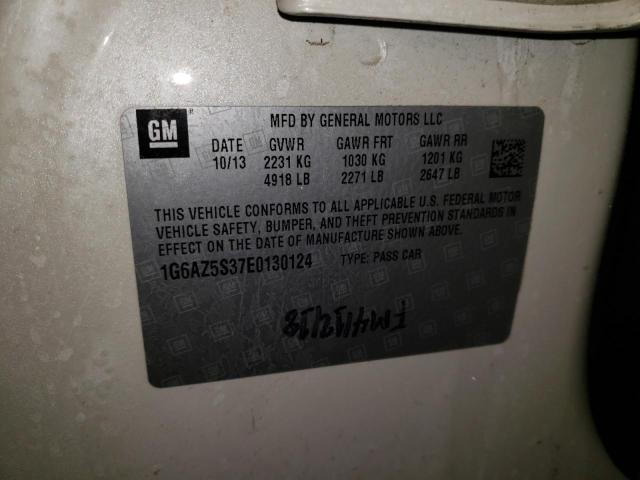 GM
MFD BY GENERAL MOTORS LLC
DATE GVWR GAWR FRT GAWR RR
10/13 2231 KG 1030 KG 1201 KG
4918 LB 2271 LB 2647 LB
THIS VEHICLE CONFORMS TO ALL APPLICABLE U.S. FEDERAL MOTOR
VEHICLE SAFETY, BUMPER, AND THEFT PREVENTION STANDARDS IN
EFFECT ON THE DATE OF MANUFACTURE SHOWN ABOVE.
1G6AZ5S37E0130124 TYPE: PASS CAR